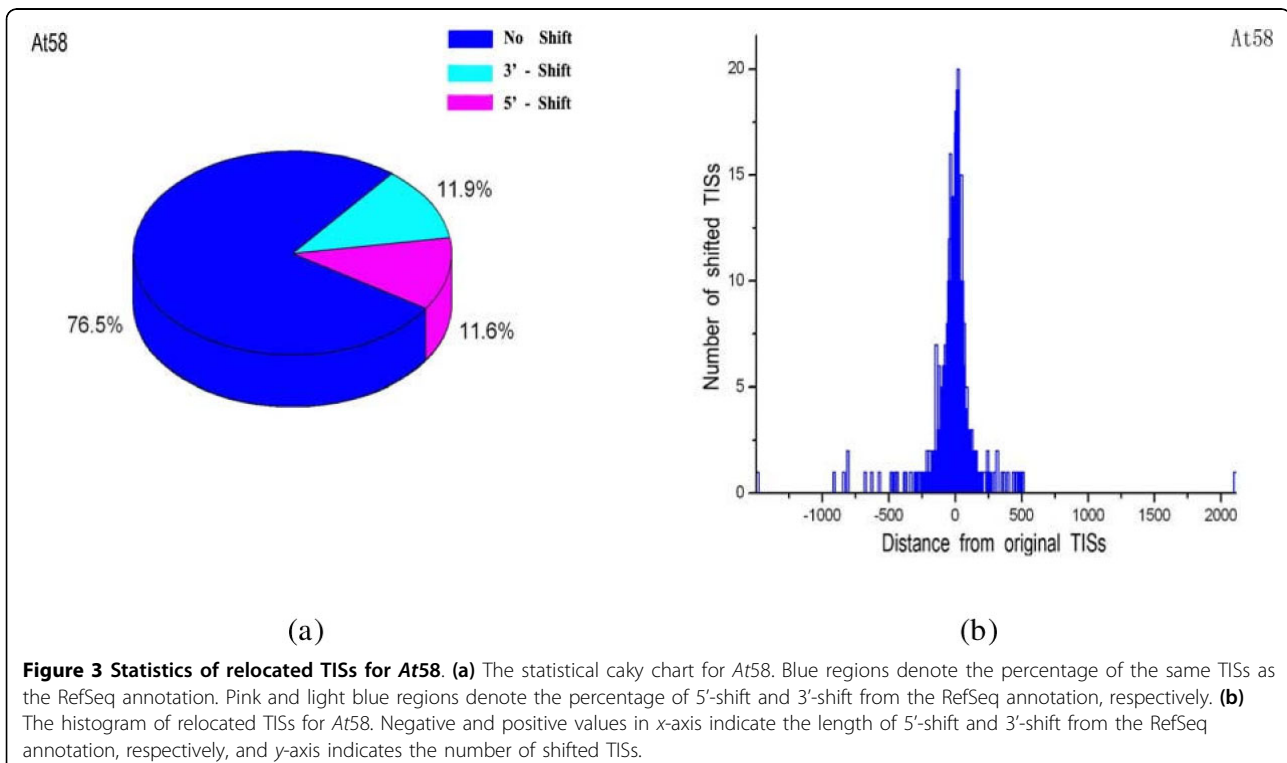 At58
No Shift
3' - Shift
5' - Shift
11.9%
76.5%
11.6%
(a)
At58
Number of shifted TISs
20
15
10
5
0
-1000 -500 0 500 1000 1500 2000
Distance from original TISs
(b)
Figure 3 Statistics of relocated TISs for At58. (a) The statistical caky chart for At58. Blue regions denote the percentage of the same TISs as
the RefSeq annotation. Pink and light blue regions denote the percentage of 5'-shift and 3'-shift from the RefSeq annotation, respectively. (b)
The histogram of relocated TISs for At58. Negative and positive values in x-axis indicate the length of 5'-shift and 3'-shift from the RefSeq
annotation, respectively, and y-axis indicates the number of shifted TISs.